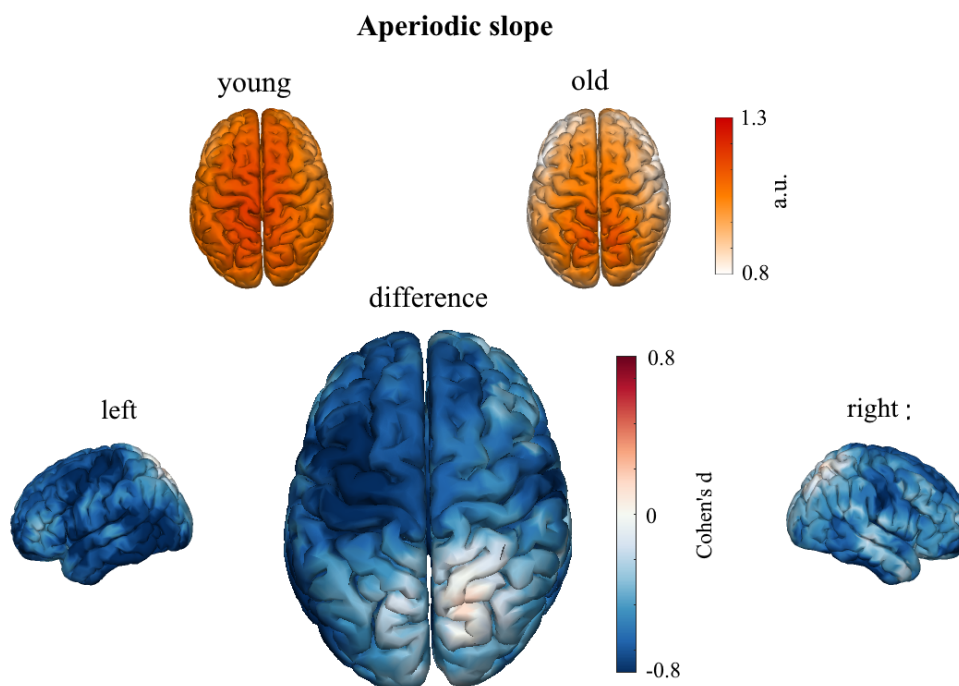 Aperiodic slope
young
old
1.3
a.u.
0.8
difference
0.8
left
right :
0
Cohen's d
-0.8